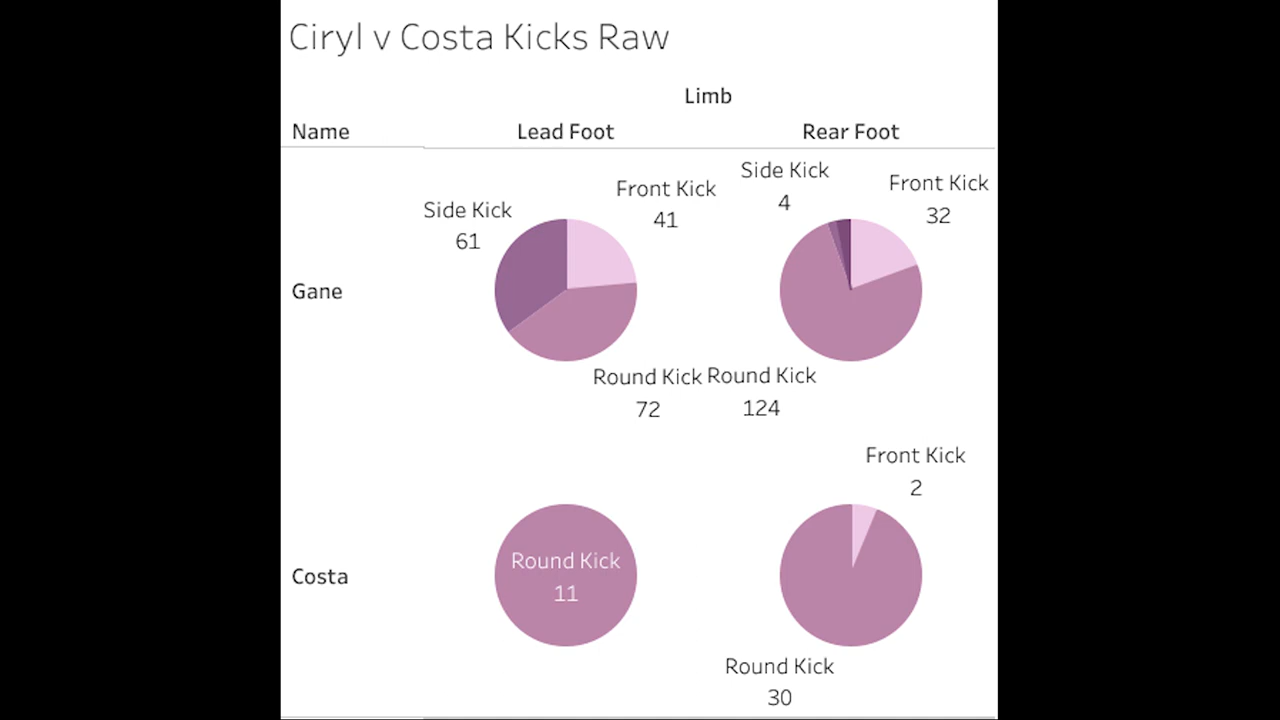 Ciryl v Costa Kicks Raw
Limb
Name Lead Foot Rear Foot
Side Kick
4
Front Kick
32
Front Kick
41
Side Kick
61
Gane
Round Kick
72
Round Kick
124
Front Kick
2
Round Kick
11
Costa
Round Kick
30